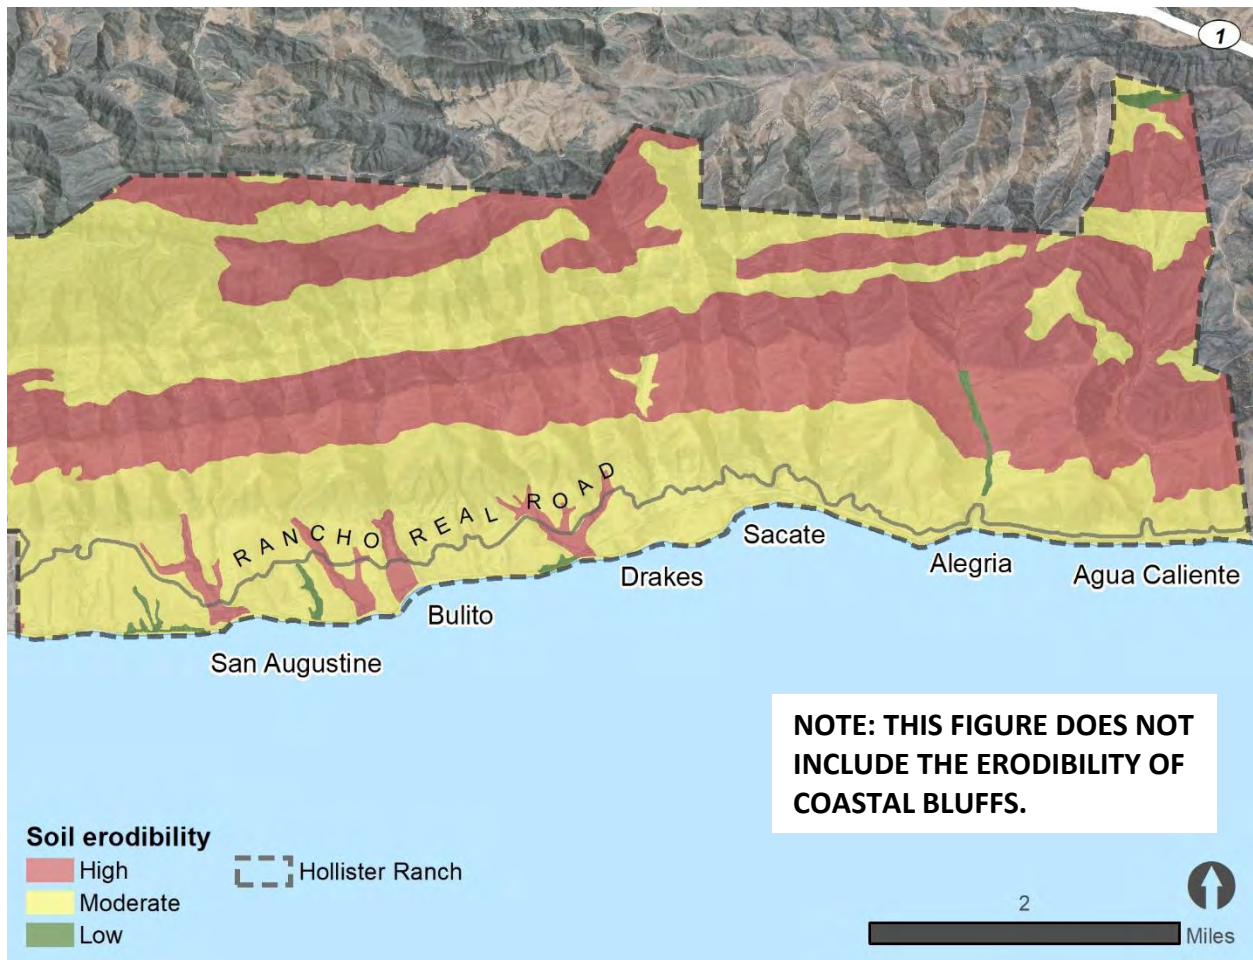 1
RANCHO REAL ROAD
Sacate
Drakes
Alegria
Agua Caliente
Bulito
San Augustine
NOTE: THIS FIGURE DOES NOT
INCLUDE THE ERODIBILITY OF
COASTAL BLUFFS.
Soil erodibility
High
Hollister Ranch
Moderate
Low
2
Miles